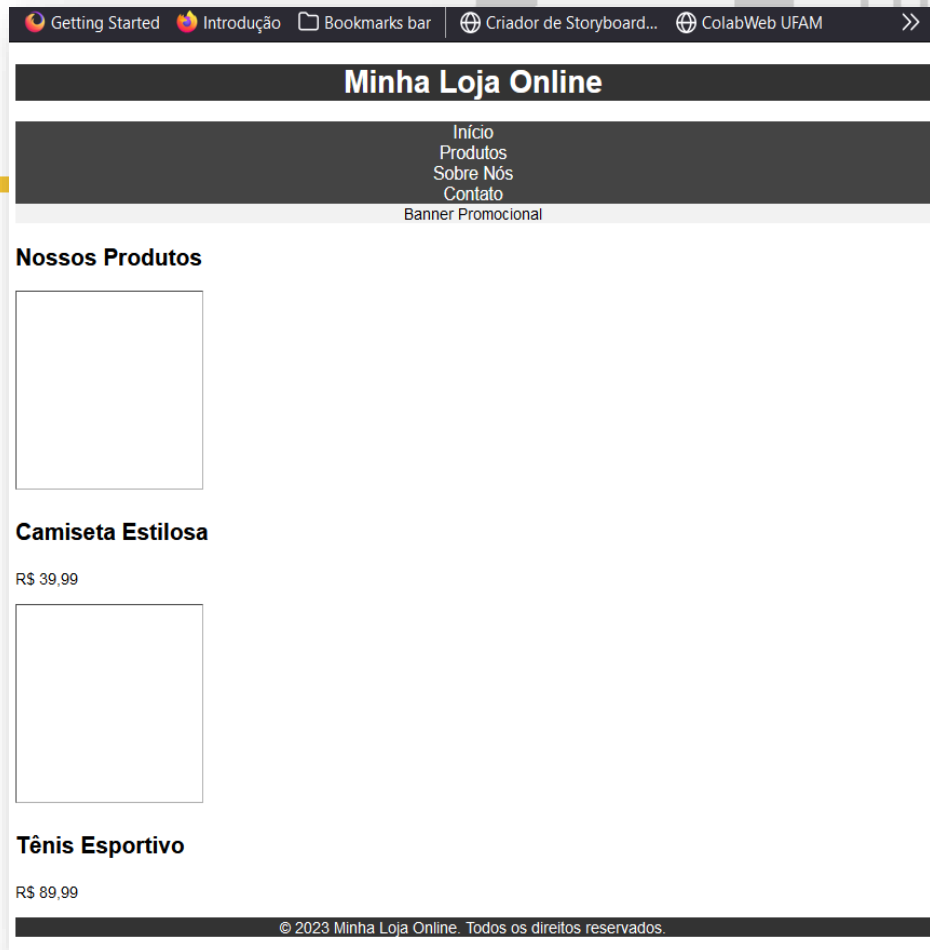 Getting Started Introdução Bookmarks bar Criador de Storyboard... ColabWeb UFAM
Minha Loja Online
Início
Produtos
Sobre Nós
Contato
Banner Promocional
Nossos Produtos
Camiseta Estilosa
R$ 39,99
Tênis Esportivo
R$ 89,99
© 2023 Minha Loja Online. Todos os direitos reservados.